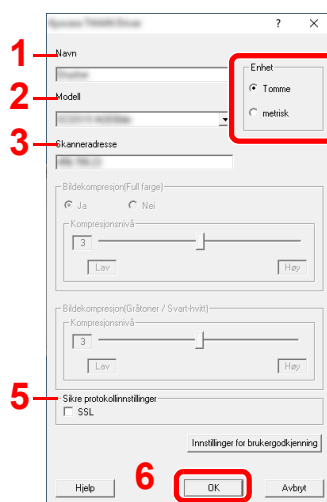 ? ×
1 Navn
Enhet
Tomme
2 Modell
metrisk
3 Skanneradresse
Bildekompresjon(Full farge)
Ja Nei
Kompresjonsnivå
3
Lav Høy
Bildekompresjon(Gråtoner / Svart-hvitt)
Kompresjonsnivå
3
Lav Høy
5 Sikre protokollinnstillinger
SSL
Innstillinger for brukergodkjenning
6
Hjelp OK Avbryt